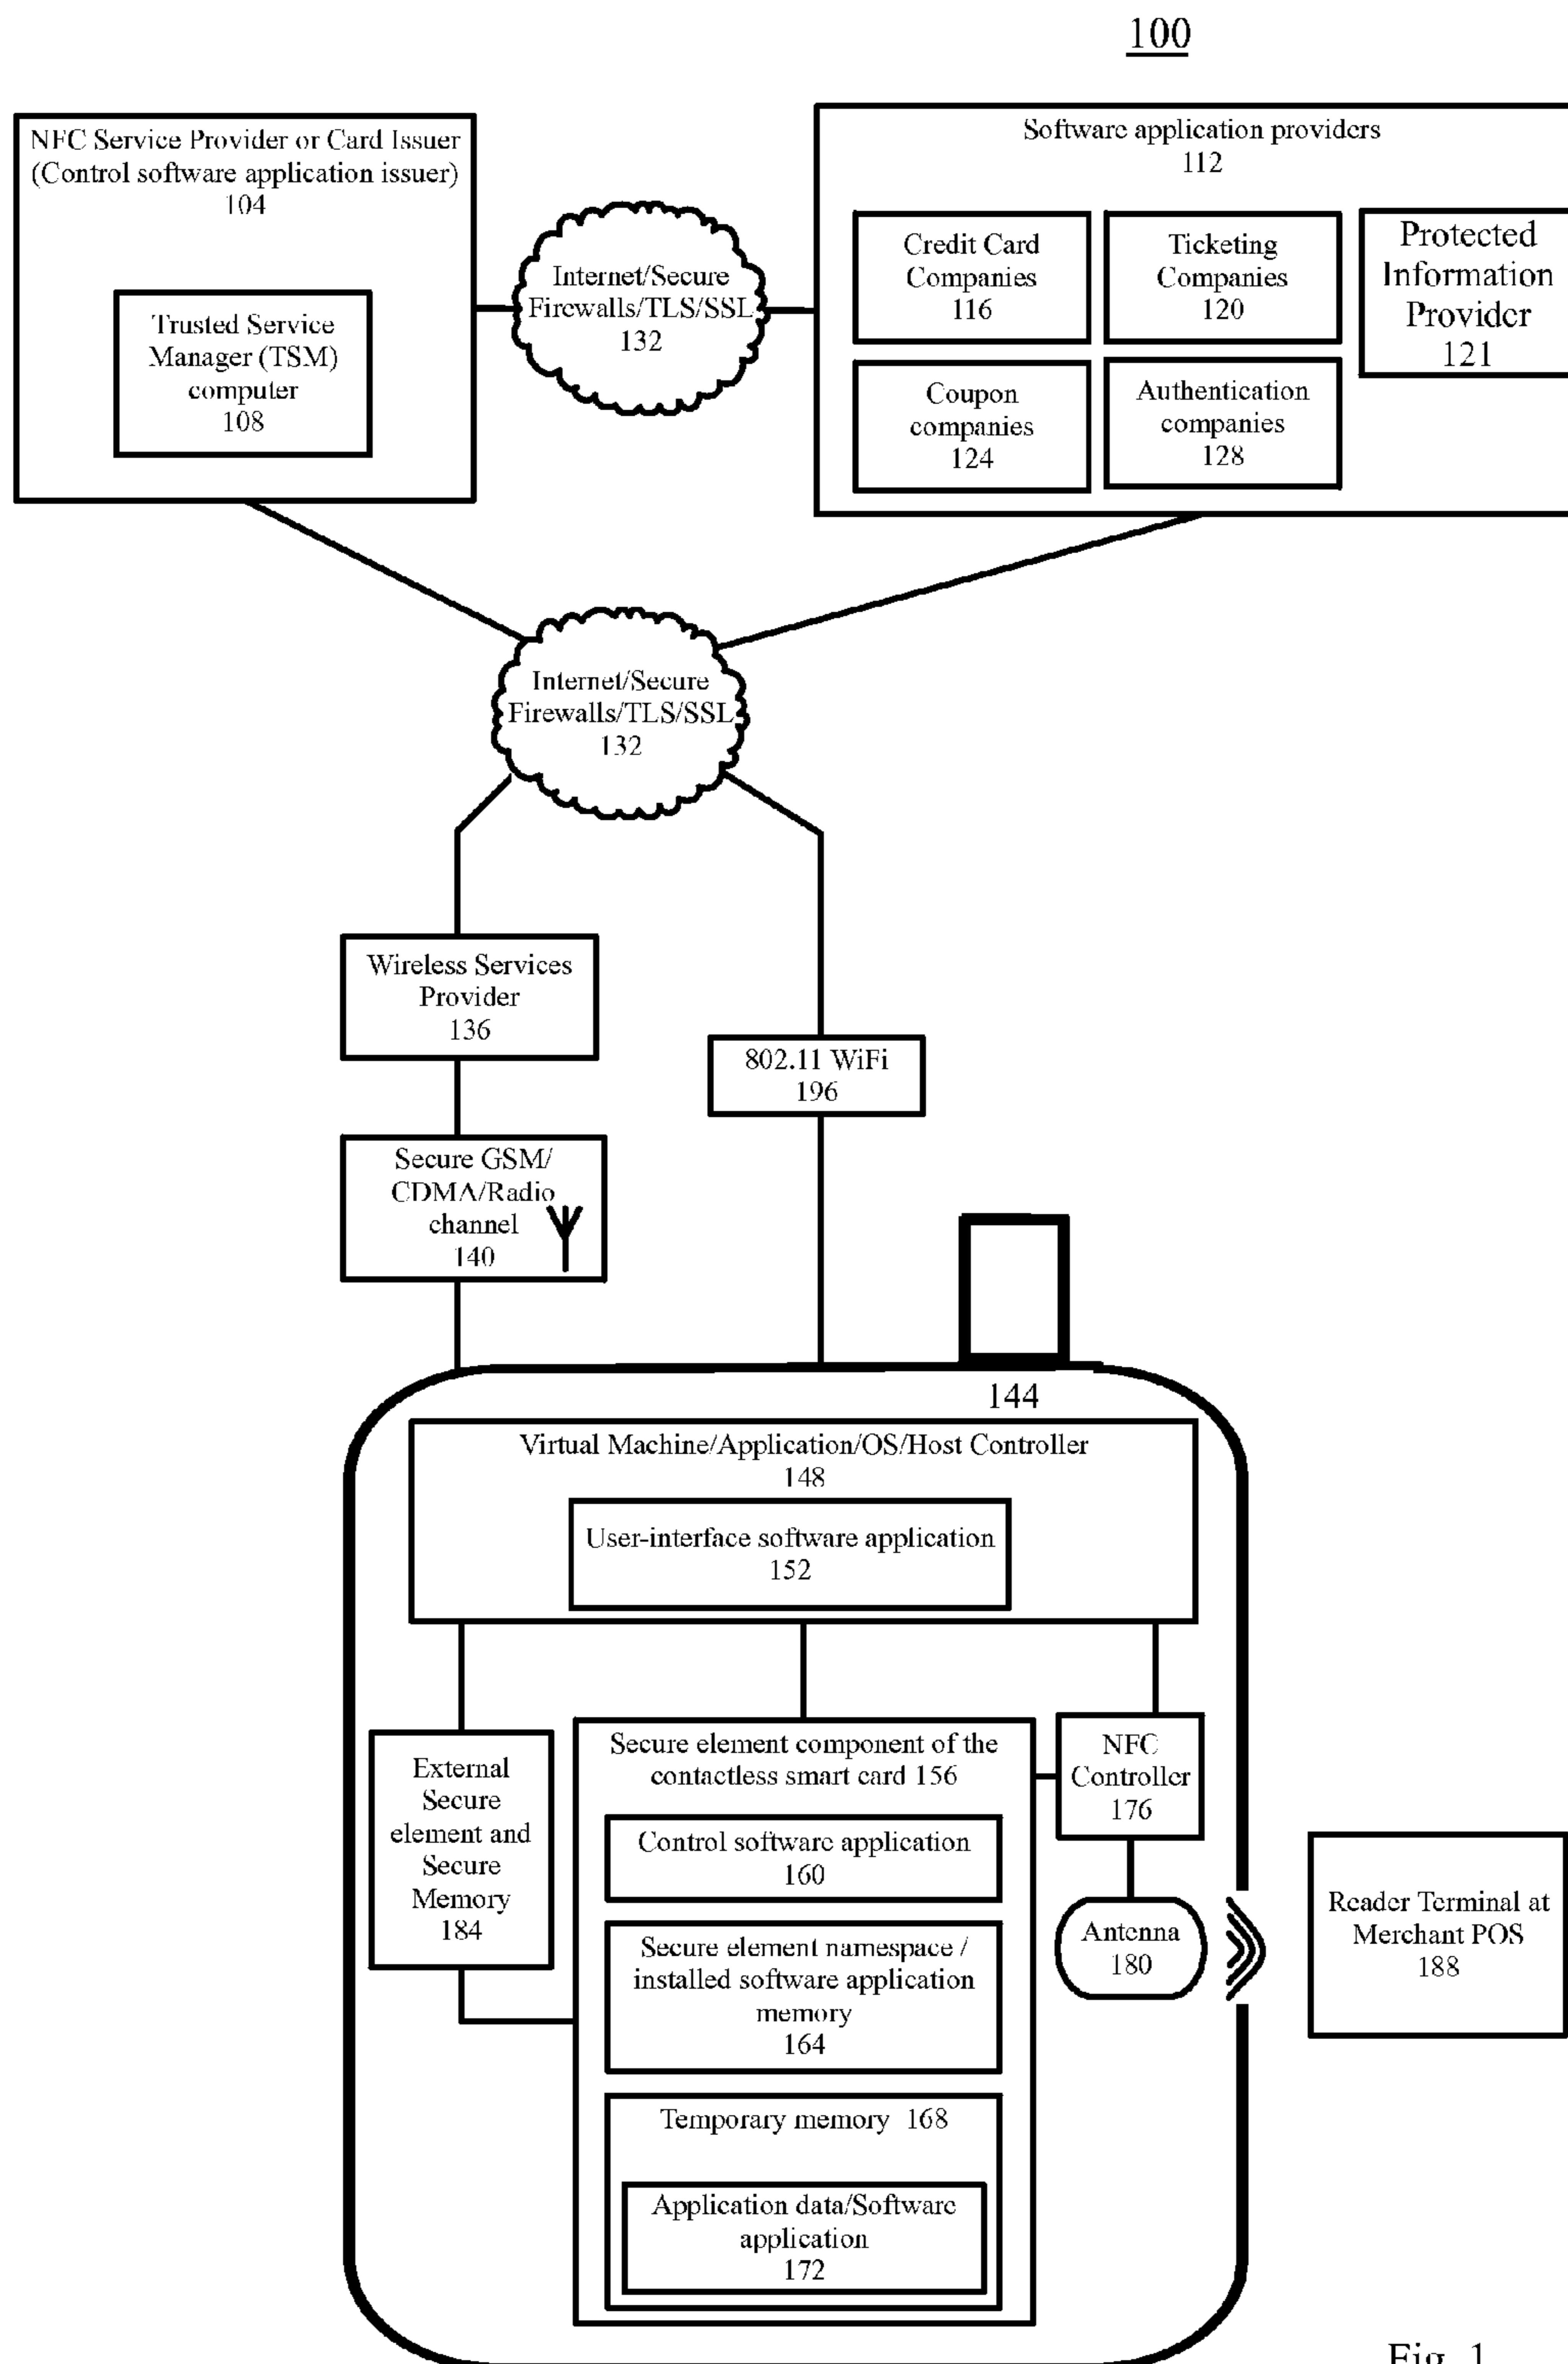 100
NFC Service Provider or Card Issuer
(Control software application issuer)
104
Trusted Service
Manager (TSM)
computer
108
Internet/Secure
Firewalls/TLS/SSL
132
Software application providers
112
Credit Card
Companies
116
Ticketing
Companies
120
Protected
Information
Provider
121
Coupon
companies
124
Authentication
companies
128
Internet/Secure
Firewalls/TLS/SSL
132
Wireless Services
Provider
136
802.11 WiFi
196
Secure GSM/
CDMA/Radio
channel
140
144
Virtual Machine/Application/OS/Host Controller
148
User-interface software application
152
External
Secure
element and
Secure
Memory
184
Secure element component of the
contactless smart card 156
Control software application
160
Secure element namespace /
installed software application
memory
164
Temporary memory 168
Application data/Software
application
172
NFC
Controller
176
Antenna
180
Reader Terminal at
Merchant POS
188
Fig. 1